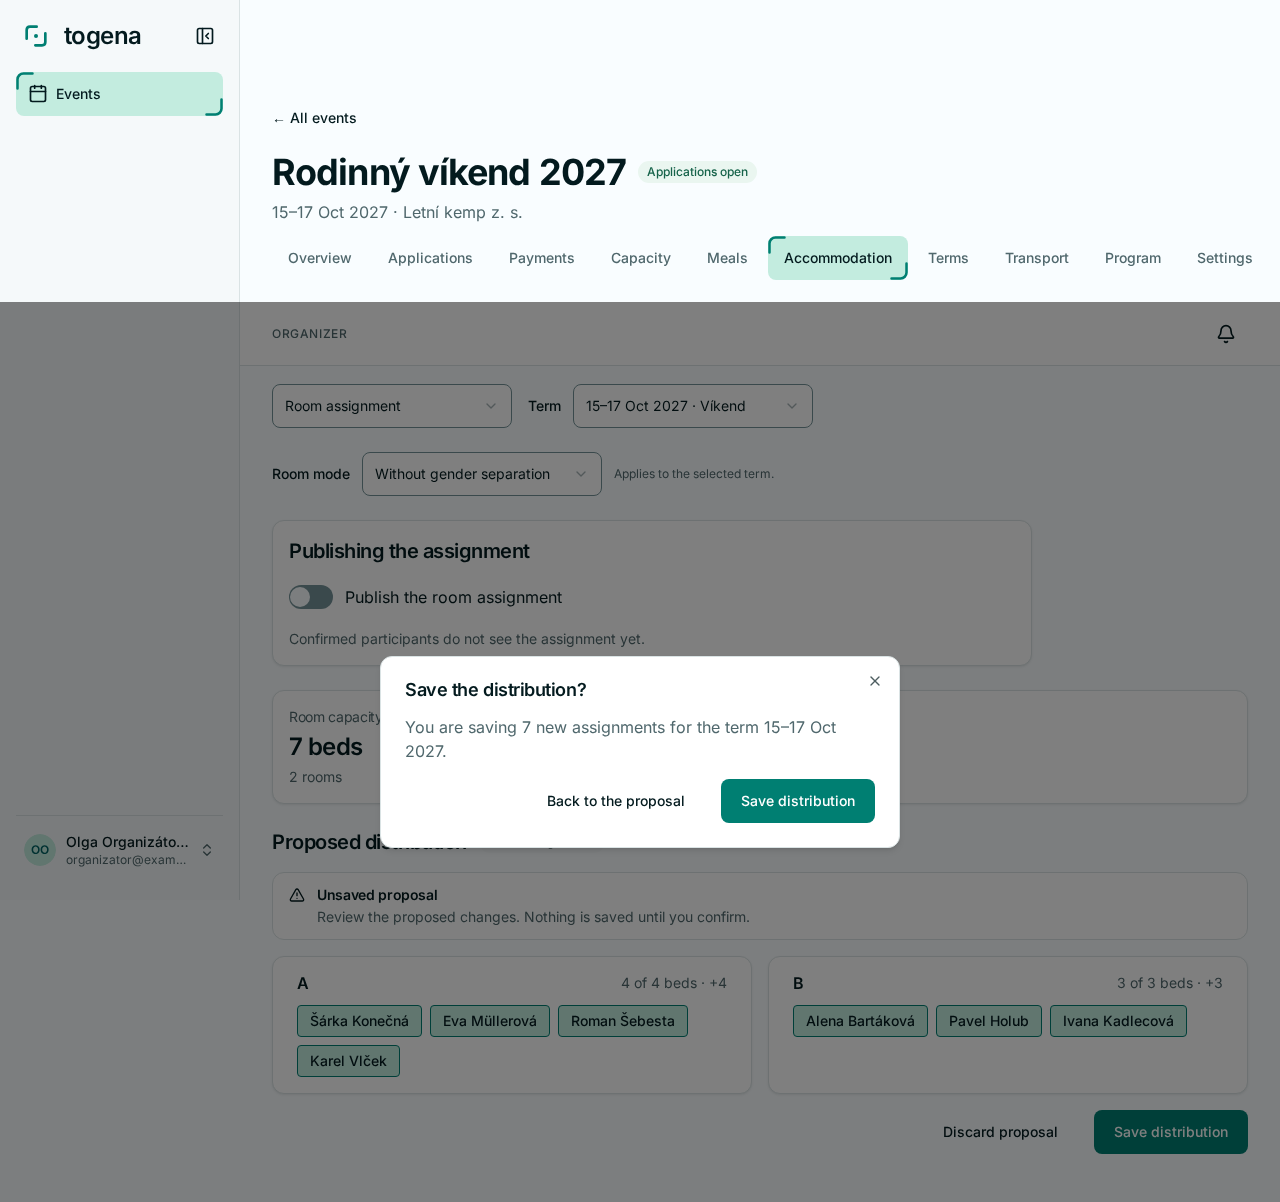 togena
Events
← All events
Rodinný víkend 2027
Applications open
15–17 Oct 2027 · Letní kemp z. s.
Overview
Applications
Payments
Capacity
Meals
Accommodation
Terms
Transport
Program
Settings
ORGANIZER
Room assignment
Term
15–17 Oct 2027 · Víkend
Room mode
Without gender separation
Applies to the selected term.
Publishing the assignment
Publish the room assignment
Confirmed participants do not see the assignment yet.
Room capacity
7 beds
2 rooms
Save the distribution?
You are saving 7 new assignments for the term 15–17 Oct
2027.
Back to the proposal
Save distribution
OO
Olga Organizáto...
organizator@exam...
Proposed distribution
Unsaved proposal
Review the proposed changes. Nothing is saved until you confirm.
A
4 of 4 beds · +4
Šárka Konečná
Eva Müllerová
Roman Šebesta
Karel Vlček
B
3 of 3 beds · +3
Alena Bartáková
Pavel Holub
Ivana Kadlecová
Discard proposal
Save distribution